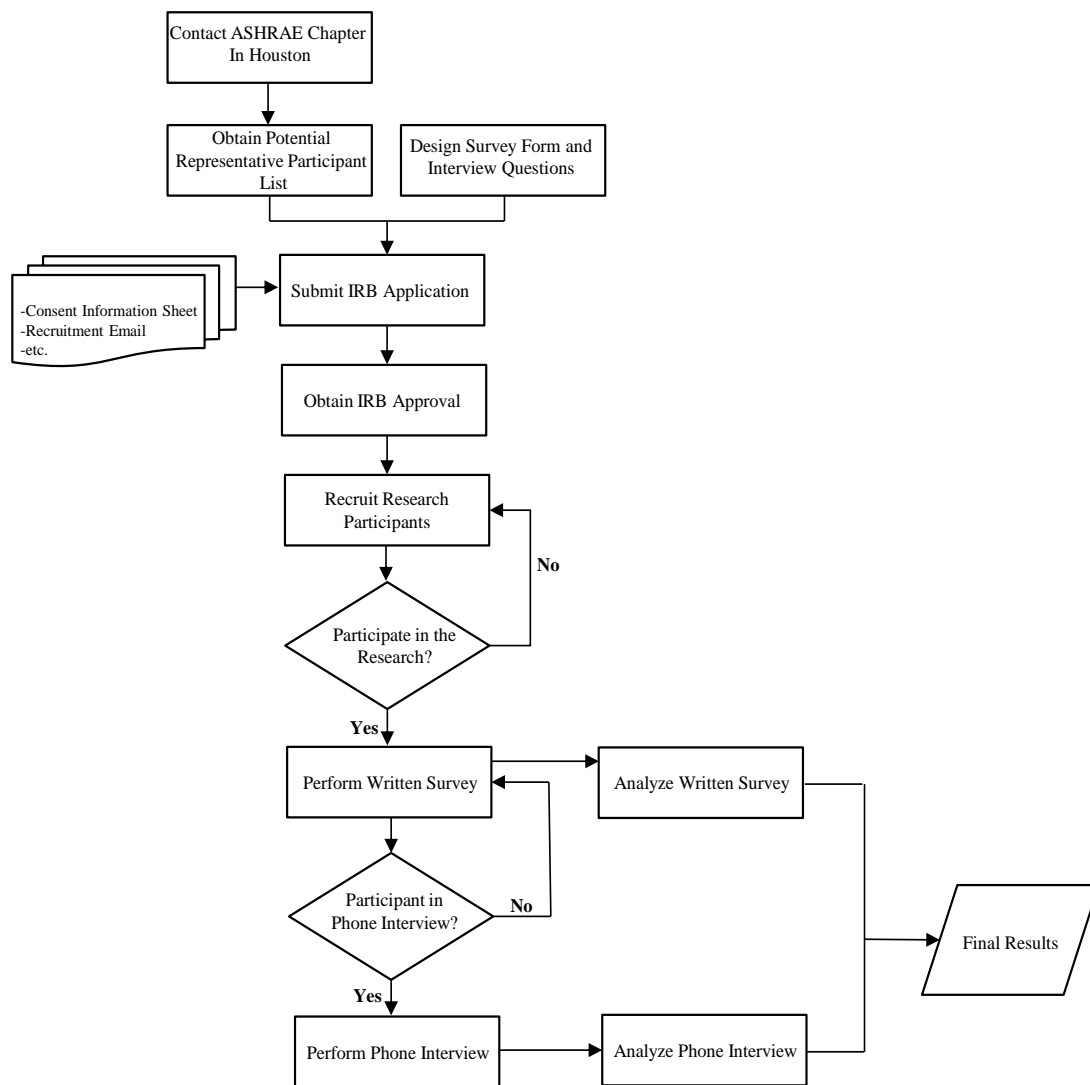 Contact ASHRAE Chapter
In Houston
Obtain Potential
Representative Participant
List
Design Survey Form and
Interview Questions
-Consent Information Sheet
-Recruitment Email
-etc.
Submit IRB Application
Obtain IRB Approval
Recruit Research
Participants
No
Participate in the
Research?
Yes
Perform Written Survey
Analyze Written Survey
Participant in
Phone Interview?
No
Final Results
Yes
Perform Phone Interview
Analyze Phone Interview